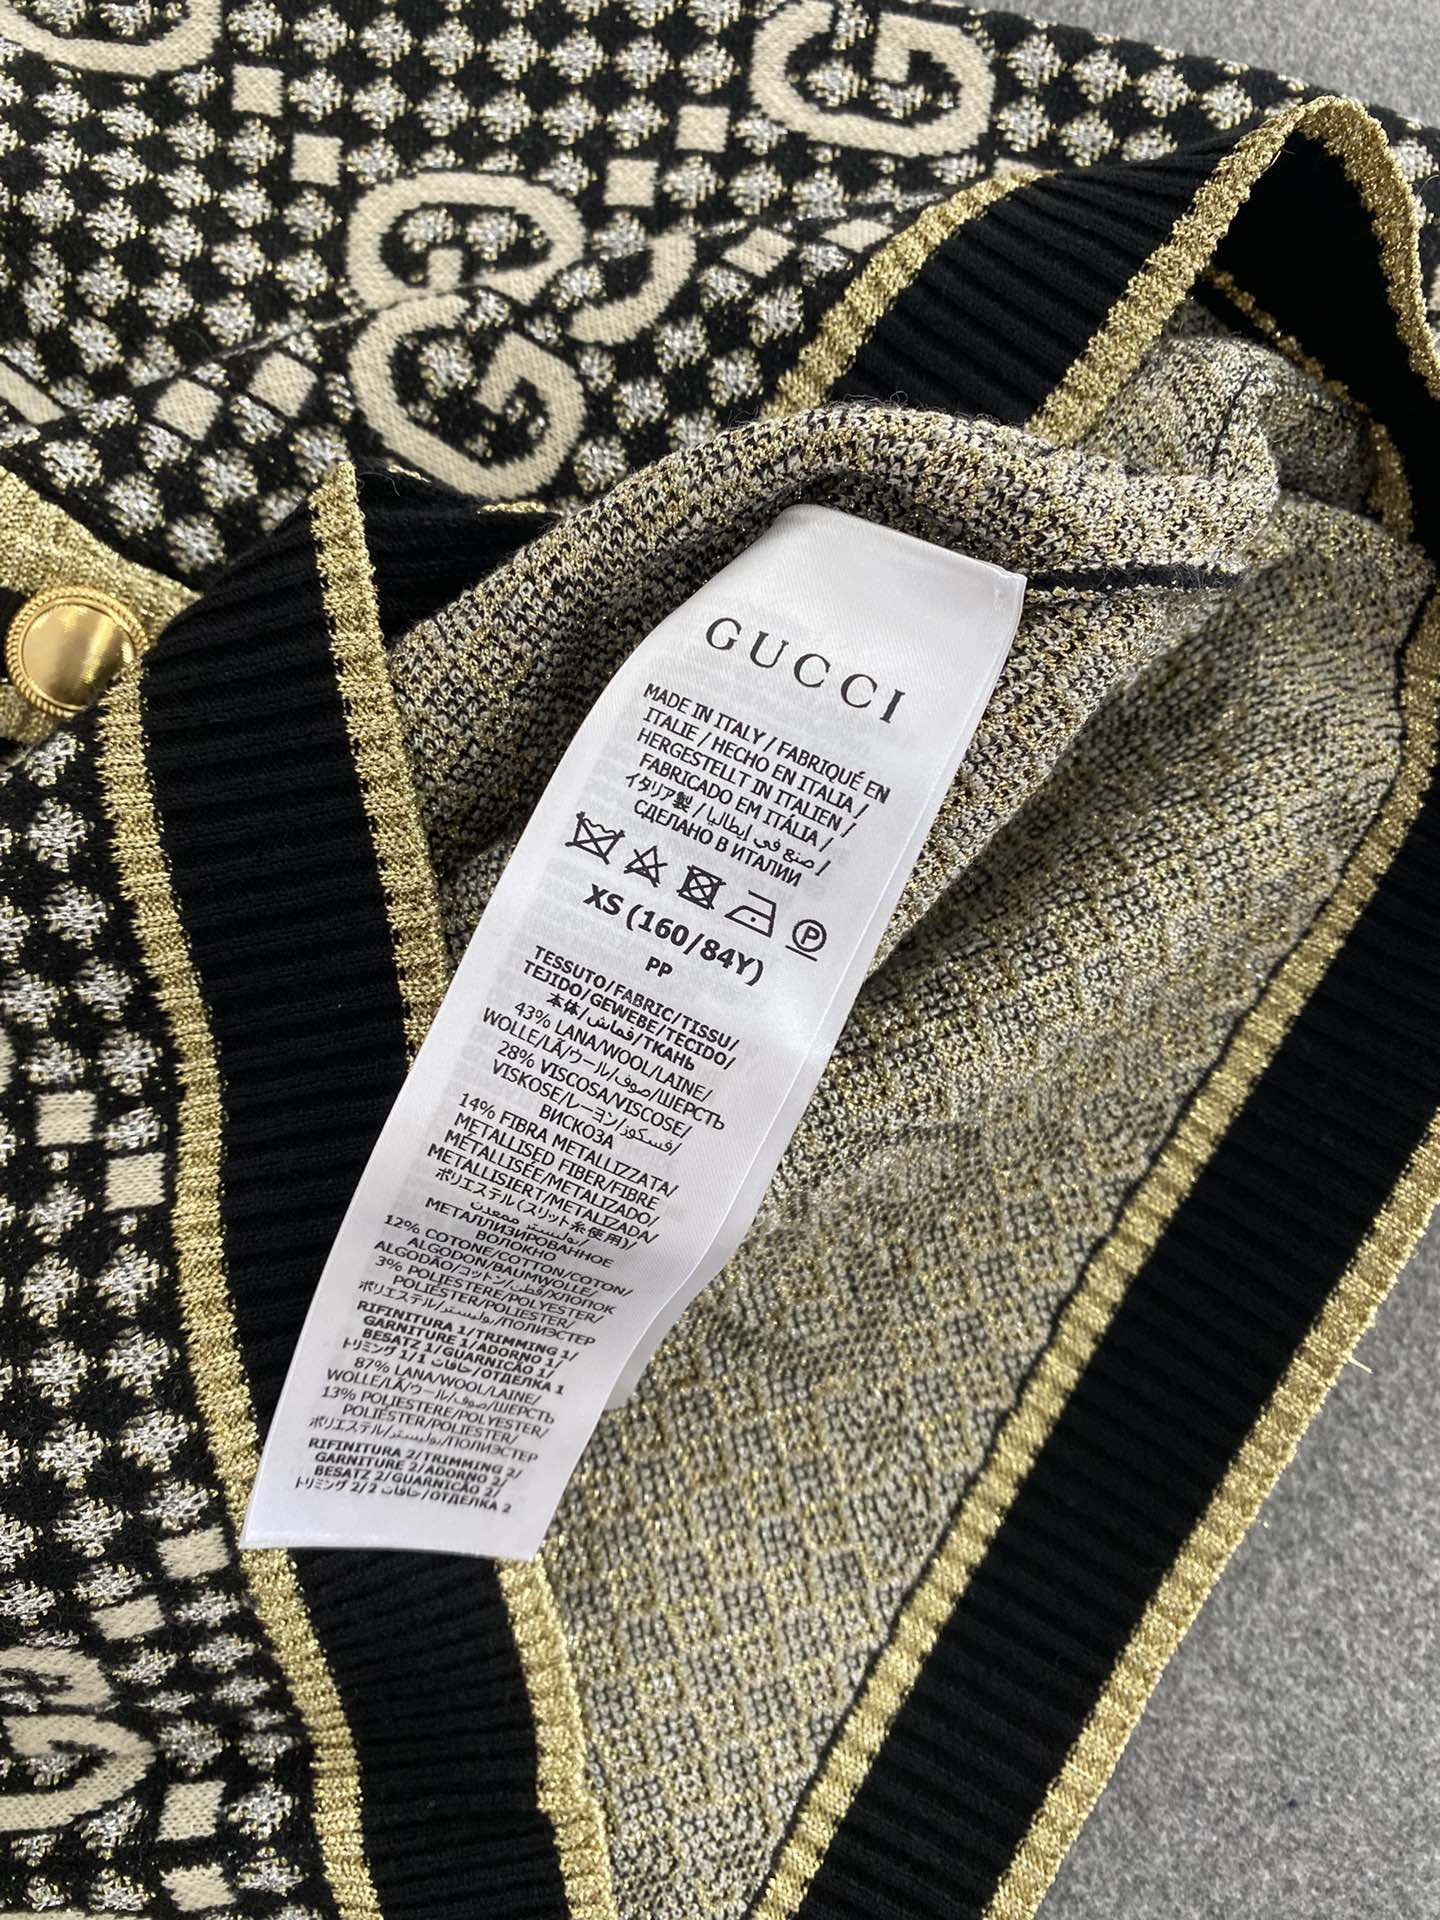 GUCCI
MADE IN ITALY / FABRIQUÉ EN
ITALIE / HECHO EN ITALIA /
HERGESTELLT IN ITALIEN /
FABRICADO EM ITÁLIA /
イタリア製 / صنع في إيطاليا /
СДЕЛАНО В ИТАЛИИ
P
XS (160/84Y)
PP
TESSUTO/FABRIC/TISSU/
TEJIDO/GEWEBE/TECIDO/
本体/قماش/ТКАНЬ
43% LANA/WOOL/LAINE/
WOLLE/LÃ/ウール/صوف/ШЕРСТЬ
28% VISCOSA/VISCOSE/
VISKOSE/レーヨン/فسكوز/
ВИСКОЗА
14% FIBRA METALLIZZATA/
METALLISED FIBER/FIBRE
MÉTALLISÉE/METALIZADO/
METALLISIERT/METALIZADA/
ポリエステル(スリット糸使用)/
بوليستر ممعدن/
МЕТАЛЛИЗИРОВАННОЕ
ВОЛОКНО
12% COTONE/COTTON/COTON/
ALGODON/BAUMWOLLE/
ALGODÃO/コットン/قطن/ХЛОПОК
3% POLIESTERE/POLYESTER/
POLIÉSTER/POLIESTER/
ポリエステル/بوليستر/ПОЛИЭСТЕР
RIFINITURA 1/TRIMMING 1/
GARNITURE 1/ADORNO 1/
BESATZ 1/GUARNIÇÃO 1/
トリミング 1/1 حافات/ОТДЕЛКА 1
87% LANA/WOOL/LAINE/
WOLLE/LÃ/ウール/صوف/ШЕРСТЬ
13% POLIESTERE/POLYESTER/
POLYESTER/POLIÉSTER/
ポリエステル/بوليستر/ПОЛИЭСТЕР
RIFINITURA 2/TRIMMING 2/
GARNITURE 2/ADORNO 2/
BESATZ 2/GUARNIÇÃO 2/
トリミング 2/2 حافات/ОТДЕЛКА 2